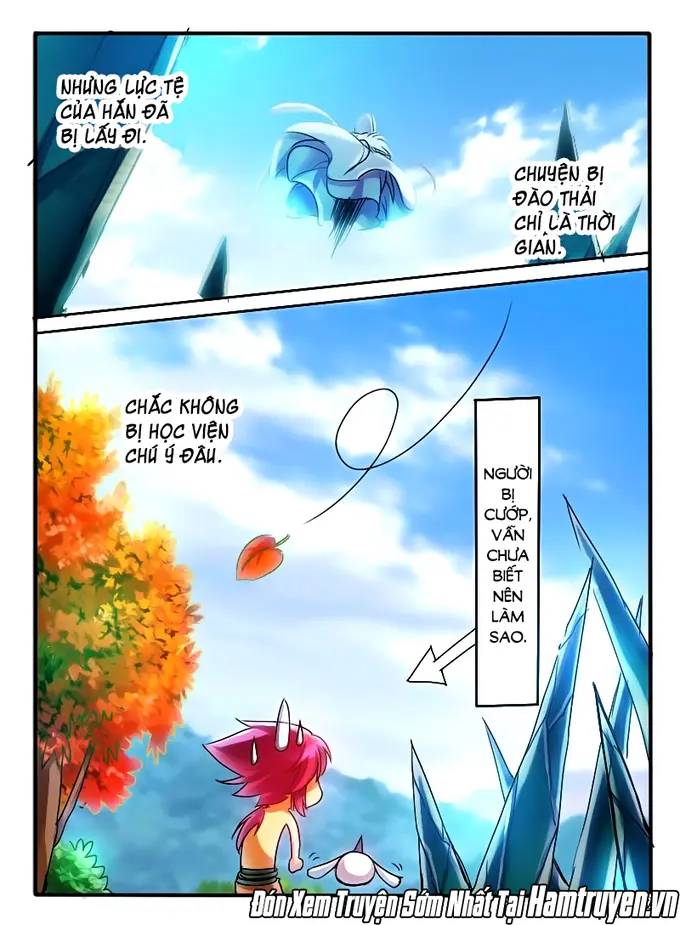 NHƯNG LỰC TỆ
CỦA HẮN ĐÃ
BỊ LẤY ĐI.
CHUYỆN BỊ
ĐÀO THẢI
CHỈ LÀ THỜI
GIAN.
CHẮC KHÔNG
BỊ HỌC VIỆN
CHÚ Ý ĐÂU.
NGƯỜI
BỊ
CƯỚP,
VẪN
CHƯA
BIẾT
NÊN
LÀM
SAO.
Đón Xem Truyện Sớm Nhất Tại Hamtruyen.vn